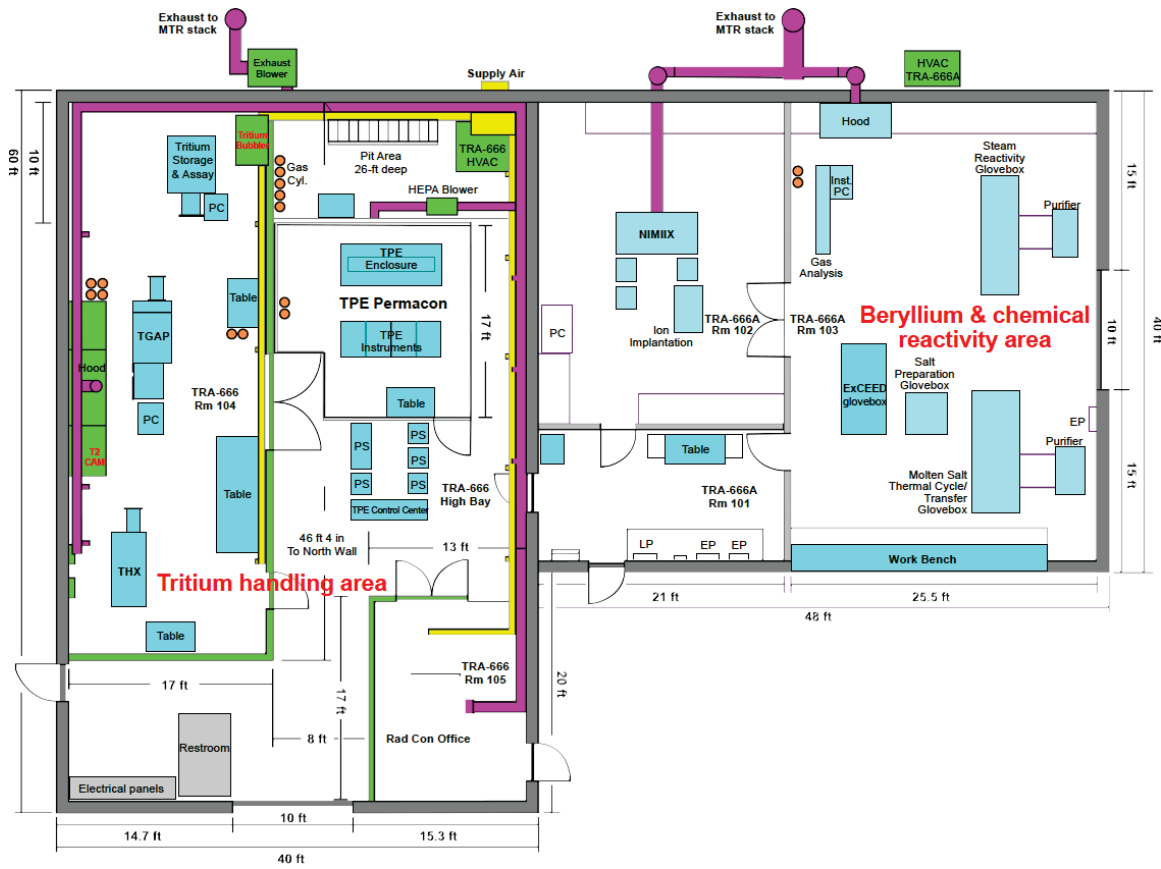 Exhaust to
MTR stack
Exhaust
Blower
Supply Air
Exhaust to
MTR stack
HVAC
TRA-666A
60 ft
10 ft
Tritium
Storage
& Assay
PC
Tritium
Bubbler
Gas
Cyl.
Pit Area
26-ft deep
TRA-666
HVAC
HEPA Blower
TPE
Enclosure
TPE Permacon
TPE
Instruments
Table
17 ft
Table
TGAP
Hood
PC
T2
CAM
TRA-666
Rm 104
Table
THX
Table
Tritium handling area
PS
PS
PS
PS
PS
TPE Control Center
TRA-666
High Bay
46 ft 4 in
To North Wall
13 ft
TRA-666
Rm 105
Rad Con Office
17 ft
17 ft
8 ft
Restroom
Electrical panels
10 ft
14.7 ft
15.3 ft
40 ft
20 ft
Hood
NIMIIX
Ion
Implantation
PC
TRA-666A
Rm 102
TRA-666A
Rm 103
Inst.
PC
Gas
Analysis
Steam
Reactivity
Glovebox
Purifier
Beryllium & chemical
reactivity area
ExCEED
glovebox
Salt
Preparation
Glovebox
EP
Purifier
Molten Salt
Thermal Cycle/
Transfer
Glovebox
Table
TRA-666A
Rm 101
LP
EP
EP
Work Bench
15 ft
10 ft
40 ft
15 ft
21 ft
25.5 ft
48 ft